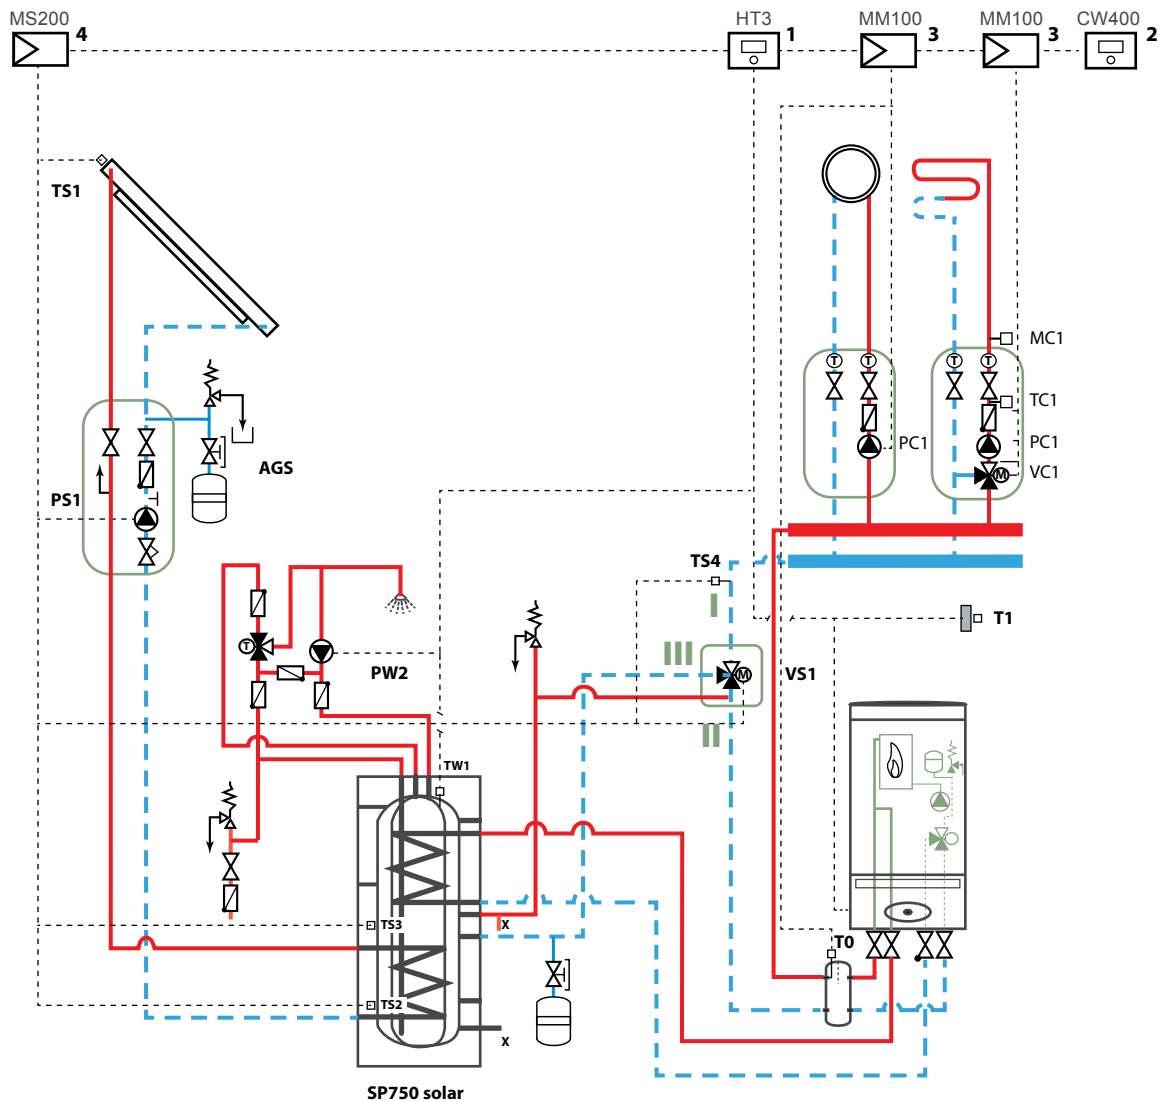 MS200 HT3 MM100 MM100 CW400
4 1 3 3 2
TS1
MC1
TC1
PC1 PC1
VC1
AGS
PS1
TS4
I
T1
III
PW2 VS1
M
II
TW1
TS3 X
T0
TS2
X
SP750 solar
T T T
T
M
T